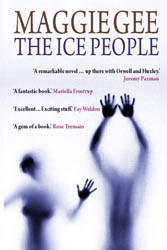 MAGGIE GEE
THE ICE PEOPLE
'A remarkable novel ... up there with Orwell and Huxley.'
Jeremy Paxman
'A fantastic book.' Mariella Frostrup
'Excellent... Exciting stuff.' Fay Weldon
'A gem of a book.' Rose Tremain